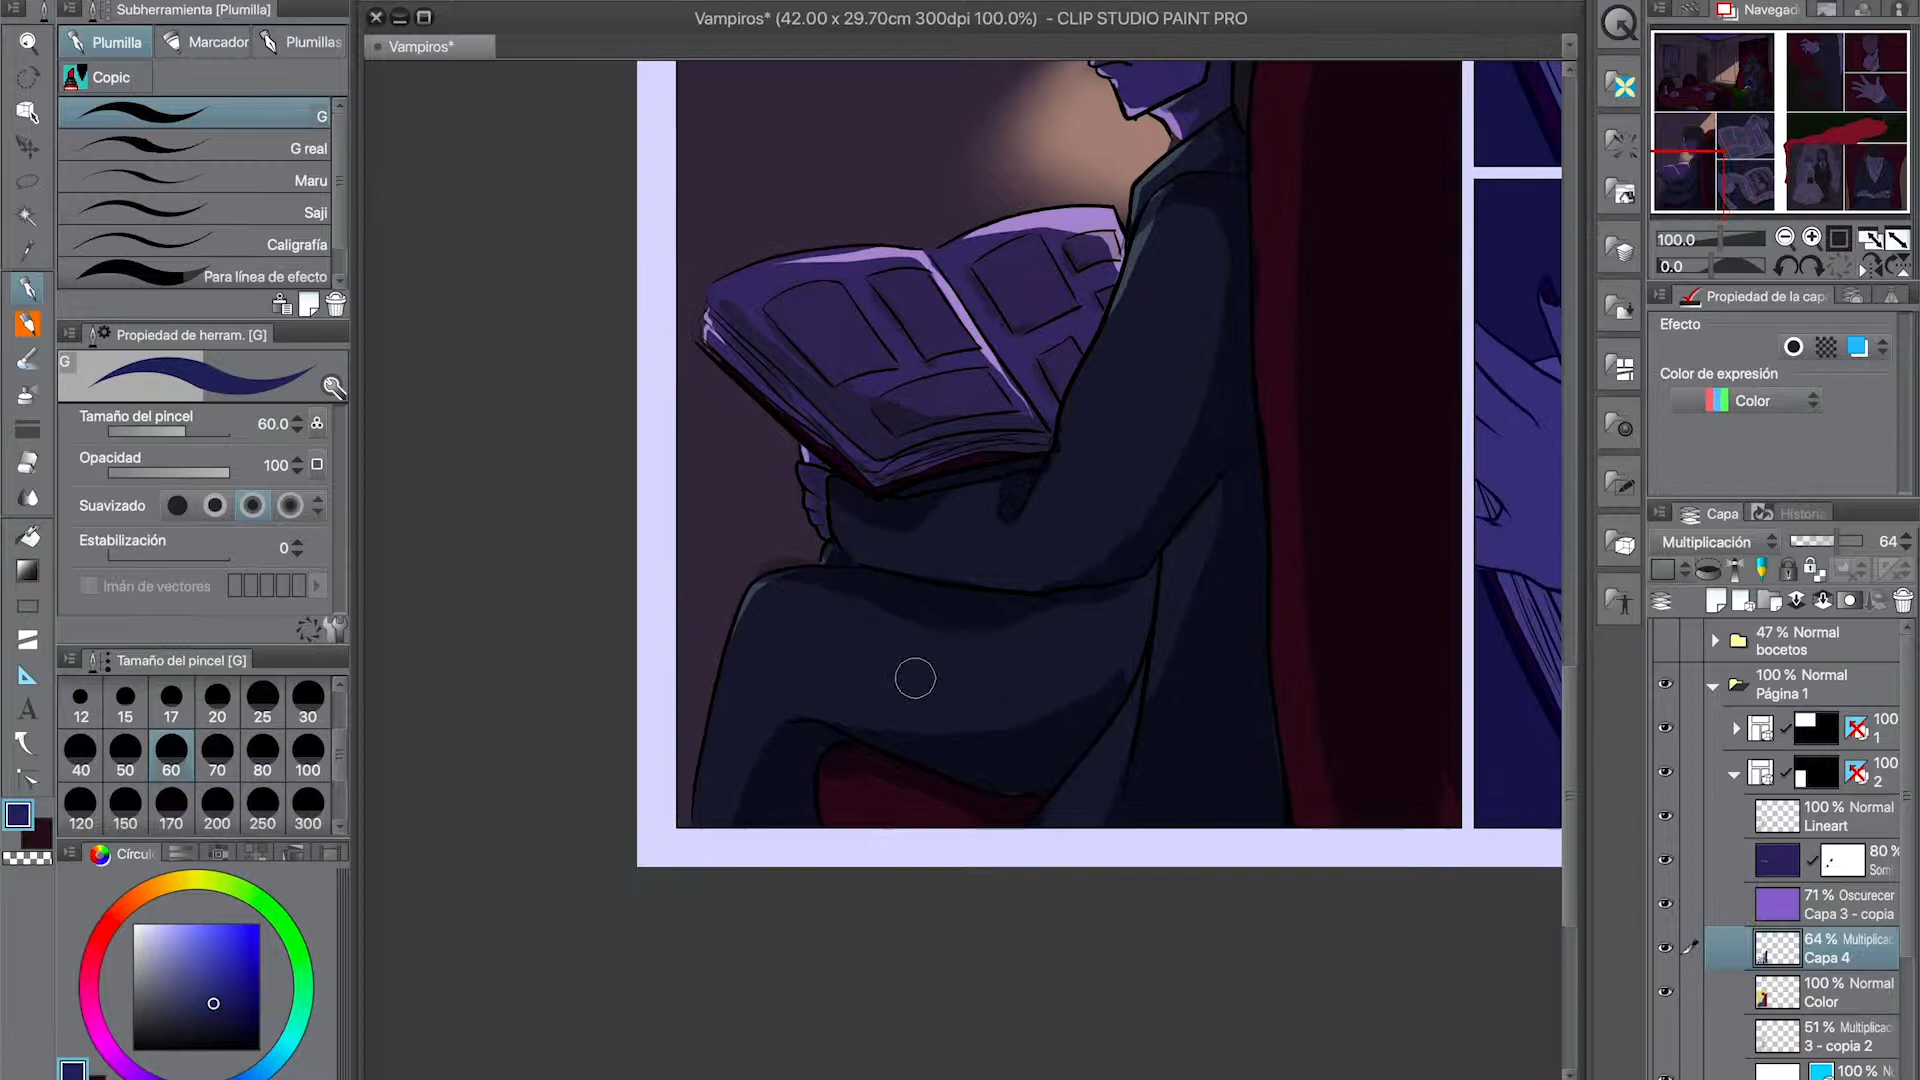 Subherramienta [Plumilla]
Vampiros* (42.00 x 29.70cm 300dpi 100.0%) - CLIP STUDIO PAINT PRO
Navegad
Plumilla
Marcador
Plumillas
Vampiros*
Copic
G
G real
Maru
Saji
Caligrafía
Para línea de efecto
100.0
0.0
Propiedad de la cap
Efecto
Color de expresión
Color
Propiedad de herram. [G]
G
Tamaño del pincel
60.0
Opacidad
100
Suavizado
Estabilización
0
Imán de vectores
Capa
Historia
Multiplicación
64
Tamaño del pincel [G]
12
15
17
20
25
30
40
50
60
70
80
100
120
150
170
200
250
300
Círcul
47 % Normal
bocetos
100 % Normal
Página 1
100
1
100
2
100 % Normal
Lineart
80 %
Som
71 % Oscurecer
Capa 3 - copia
64 % Multiplicac
Capa 4
100 % Normal
Color
51 % Multiplicac
3 - copia 2
100 %